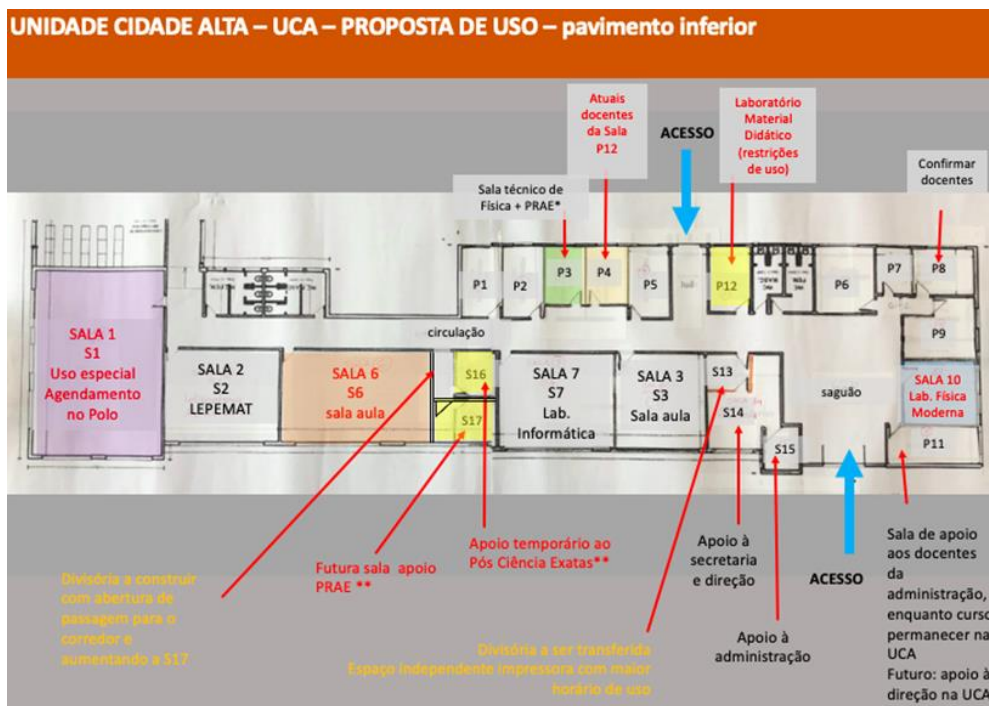 UNIDADE CIDADE ALTA – UCA – PROPOSTA DE USO – pavimento inferior
Atuais
docentes
da Sala
P12
ACESSO
Laboratório
Material
Didático
(restrições
de uso)
Confirmar
docentes
Sala técnico de
Física + PRAE*
P1
P2
P3
P4
P5
P12
P6
P7
P8
P9
circulação
SALA 1
S1
Uso especial
Agendamento
no Polo
SALA 2
S2
LEPEMAT
SALA 6
S6
sala aula
S16
S17
SALA 7
S7
Lab.
Informática
SALA 3
S3
Sala aula
S13
S14
S15
saguão
SALA 10
Lab. Física
Moderna
P11
Divisória a construir
com abertura de
passagem para o
corredor e
aumentando a S17
Futura sala apoio
PRAE **
Apoio temporário ao
Pós Ciência Exatas**
Divisória a ser transferida
Espaço independente impressora com maior
horário de uso
Apoio à
secretaria
e direção
Apoio à
administração
ACESSO
Sala de apoio
aos docentes
da
administração,
enquanto curso
permanecer na
UCA
Futuro: apoio à
direção na UCA